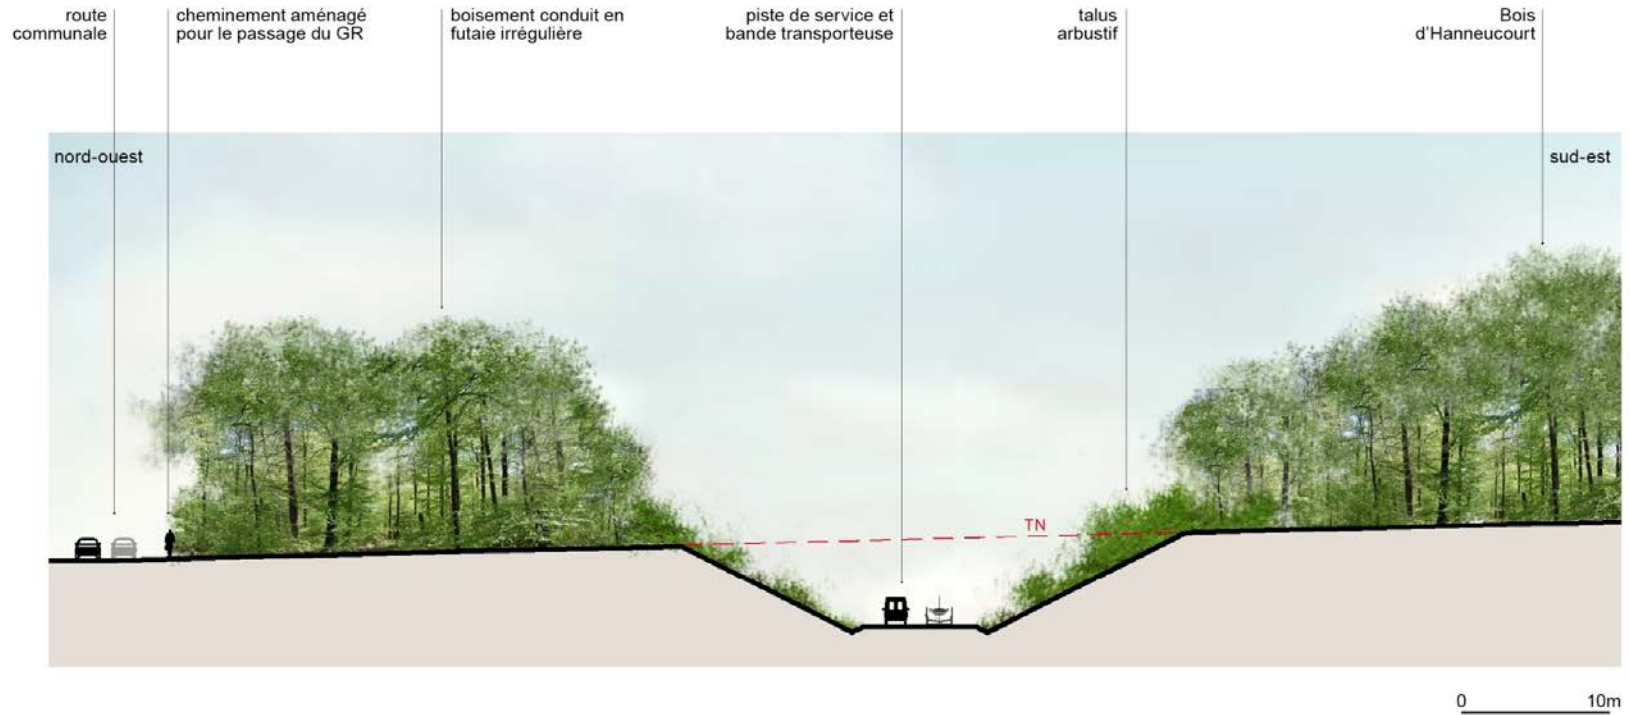 route
communale
cheminement aménagé
pour le passage du GR
boisement conduit en
futaie irrégulière
piste de service et
bande transporteuse
talus
arbustif
Bois
d'Hanneucourt
nord-ouest
sud-est
TN
0 10m